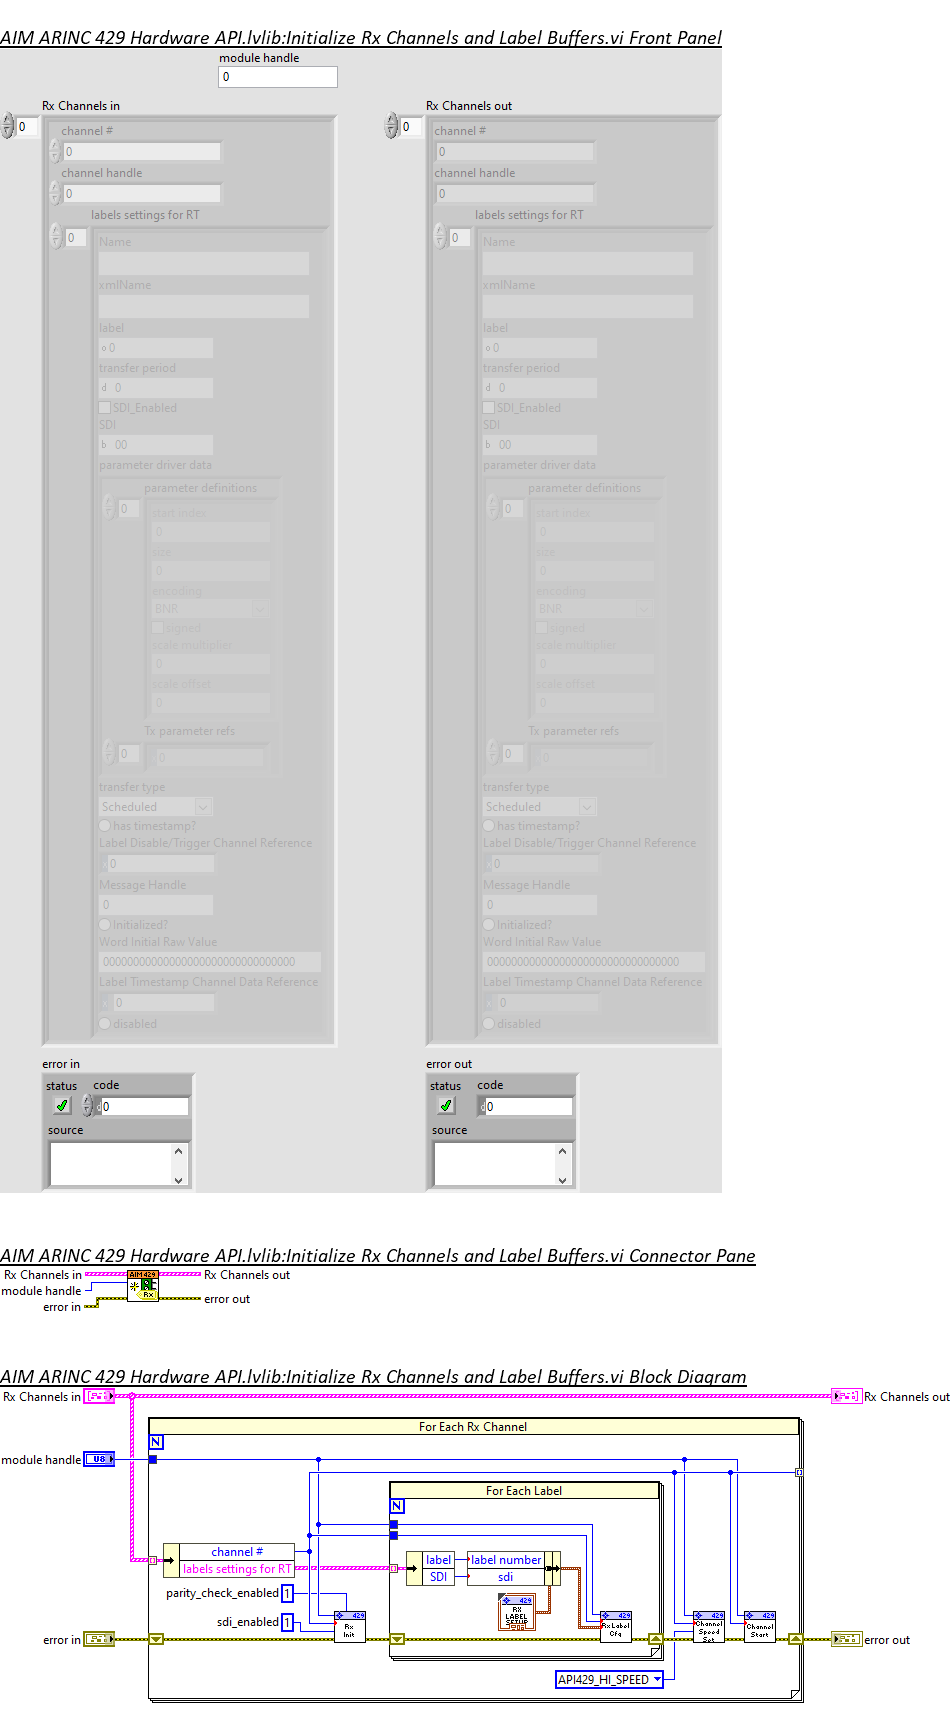 AIM ARINC 429 Hardware API.lvlib:Initialize Rx Channels and Label Buffers.vi Front Panel
module handle
0
Rx Channels in
Rx Channels out
0
channel #
0
channel handle
0
labels settings for RT
0
Name
xmlName
label
o 0
transfer period
d 0
SDI_Enabled
SDI
b 00
parameter driver data
parameter definitions
0
start index
0
size
0
encoding
BNR
signed
scale multiplier
0
scale offset
0
Tx parameter refs
0
0
transfer type
Scheduled
has timestamp?
Label Disable/Trigger Channel Reference
x 0
Message Handle
0
Initialized?
Word Initial Raw Value
00000000000000000000000000000000
Label Timestamp Channel Data Reference
x 0
disabled
0
channel #
0
channel handle
0
labels settings for RT
0
Name
xmlName
label
o 0
transfer period
d 0
SDI_Enabled
SDI
b 00
parameter driver data
parameter definitions
0
start index
0
size
0
encoding
BNR
signed
scale multiplier
0
scale offset
0
Tx parameter refs
0
0
transfer type
Scheduled
has timestamp?
Label Disable/Trigger Channel Reference
x 0
Message Handle
0
Initialized?
Word Initial Raw Value
00000000000000000000000000000000
Label Timestamp Channel Data Reference
x 0
disabled
error in
status code
d 0
source
error out
status code
d 0
source
AIM ARINC 429 Hardware API.lvlib:Initialize Rx Channels and Label Buffers.vi Connector Pane
Rx Channels in
AIM 429
Rx Channels out
module handle
Rx
error in
error out
AIM ARINC 429 Hardware API.lvlib:Initialize Rx Channels and Label Buffers.vi Block Diagram
Rx Channels in
Rx Channels out
For Each Rx Channel
N
module handle
U8
For Each Label
N
channel #
labels settings for RT
label
SDI
label number
sdi
parity_check_enabled
1
sdi_enabled
1
429
Rx
Init
429
RX
LABEL
SETUP
429
Rx Label
Cfg
429
Channel
Speed
Set
429
Channel
Start
error in
error out
API429_HI_SPEED